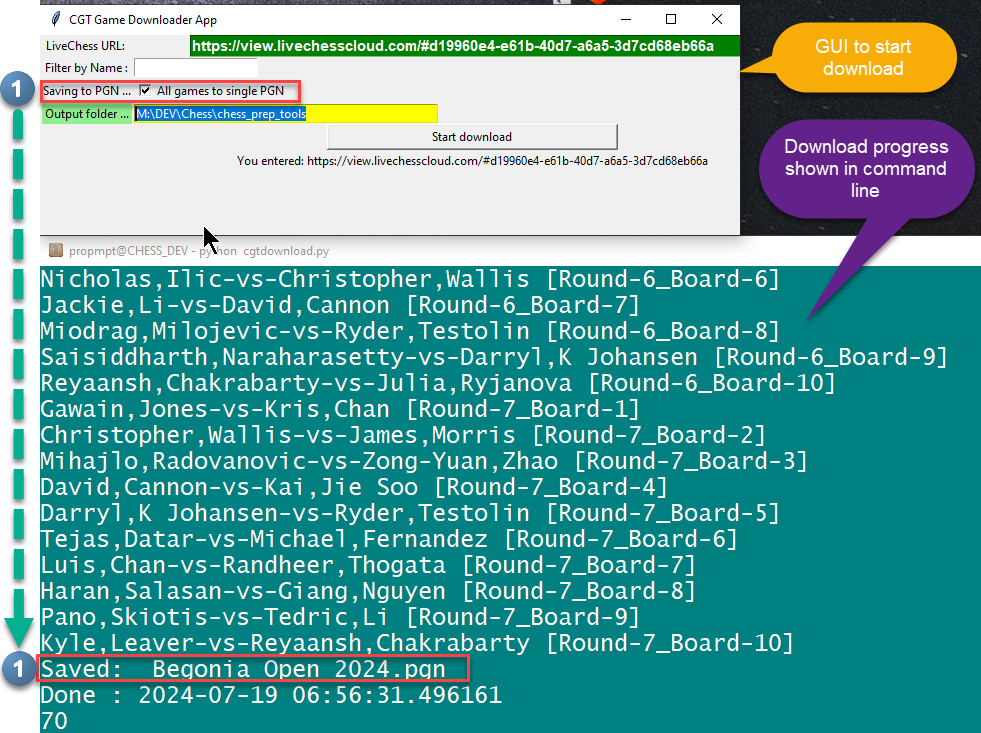 CGT Game Downloader App
LiveChess URL: https://view.livechesscloud.com/#d19960e4-e61b-40d7-a6a5-3d7cd68eb66a
Filter by Name :
1
Saving to PGN ... All games to single PGN
Output folder ... M:\DEV\Chess\chess_prep_tools
Start download
You entered: https://view.livechesscloud.com/#d19960e4-e61b-40d7-a6a5-3d7cd68eb66a
GUI to start
download
Download progress
shown in command
line
propmpt@CHESS_DEV - python cgtdownload.py
Nicholas,Ilic-vs-Christopher,Wallis [Round-6_Board-6]
Jackie,Li-vs-David,Cannon [Round-6_Board-7]
Miodrag,Milojevic-vs-Ryder,Testolin [Round-6_Board-8]
Saisiddharth,Naraharasetty-vs-Darryl,K Johansen [Round-6_Board-9]
Reyaansh,Chakrabarty-vs-Julia,Ryjanova [Round-6_Board-10]
Gawain,Jones-vs-Kris,Chan [Round-7_Board-1]
Christopher,Wallis-vs-James,Morris [Round-7_Board-2]
Mihajlo,Radovanovic-vs-Zong-Yuan,Zhao [Round-7_Board-3]
David,Cannon-vs-Kai,Jie Soo [Round-7_Board-4]
Darryl,K Johansen-vs-Ryder,Testolin [Round-7_Board-5]
Tejas,Datar-vs-Michael,Fernandez [Round-7_Board-6]
Luis,Chan-vs-Randheer,Thogata [Round-7_Board-7]
Haran,Salasan-vs-Giang,Nguyen [Round-7_Board-8]
Pano,Skiotis-vs-Tedric,Li [Round-7_Board-9]
Kyle,Leaver-vs-Reyaansh,Chakrabarty [Round-7_Board-10]
1
Saved: Begonia Open 2024.pgn
Done : 2024-07-19 06:56:31.496161
70